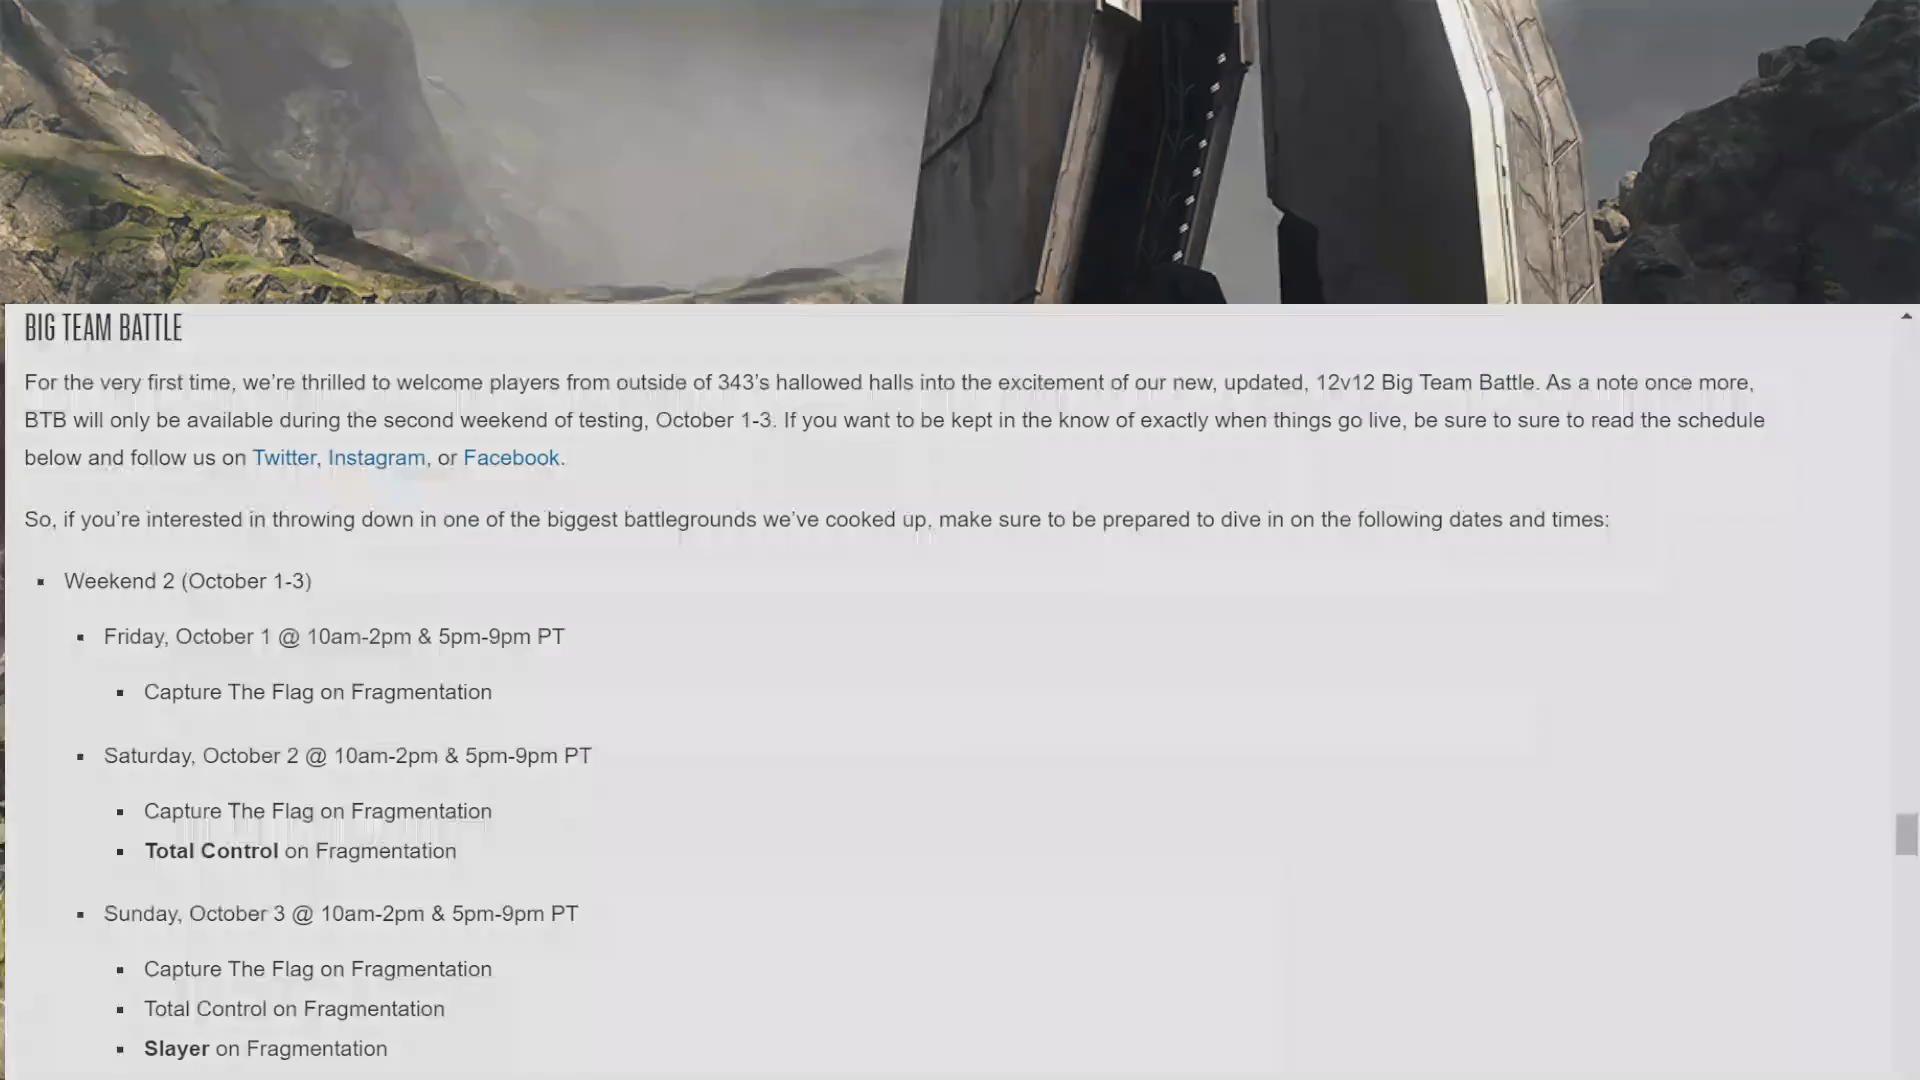 BIG TEAM BATTLE
For the very first time, we’re thrilled to welcome players from outside of 343’s hallowed halls into the excitement of our new, updated, 12v12 Big Team Battle. As a note once more,
BTB will only be available during the second weekend of testing, October 1-3. If you want to be kept in the know of exactly when things go live, be sure to sure to read the schedule
below and follow us on Twitter, Instagram, or Facebook.
So, if you’re interested in throwing down in one of the biggest battlegrounds we’ve cooked up, make sure to be prepared to dive in on the following dates and times:
Weekend 2 (October 1-3)
Friday, October 1 @ 10am-2pm & 5pm-9pm PT
Capture The Flag on Fragmentation
Saturday, October 2 @ 10am-2pm & 5pm-9pm PT
Capture The Flag on Fragmentation
Total Control on Fragmentation
Sunday, October 3 @ 10am-2pm & 5pm-9pm PT
Capture The Flag on Fragmentation
Total Control on Fragmentation
Slayer on Fragmentation